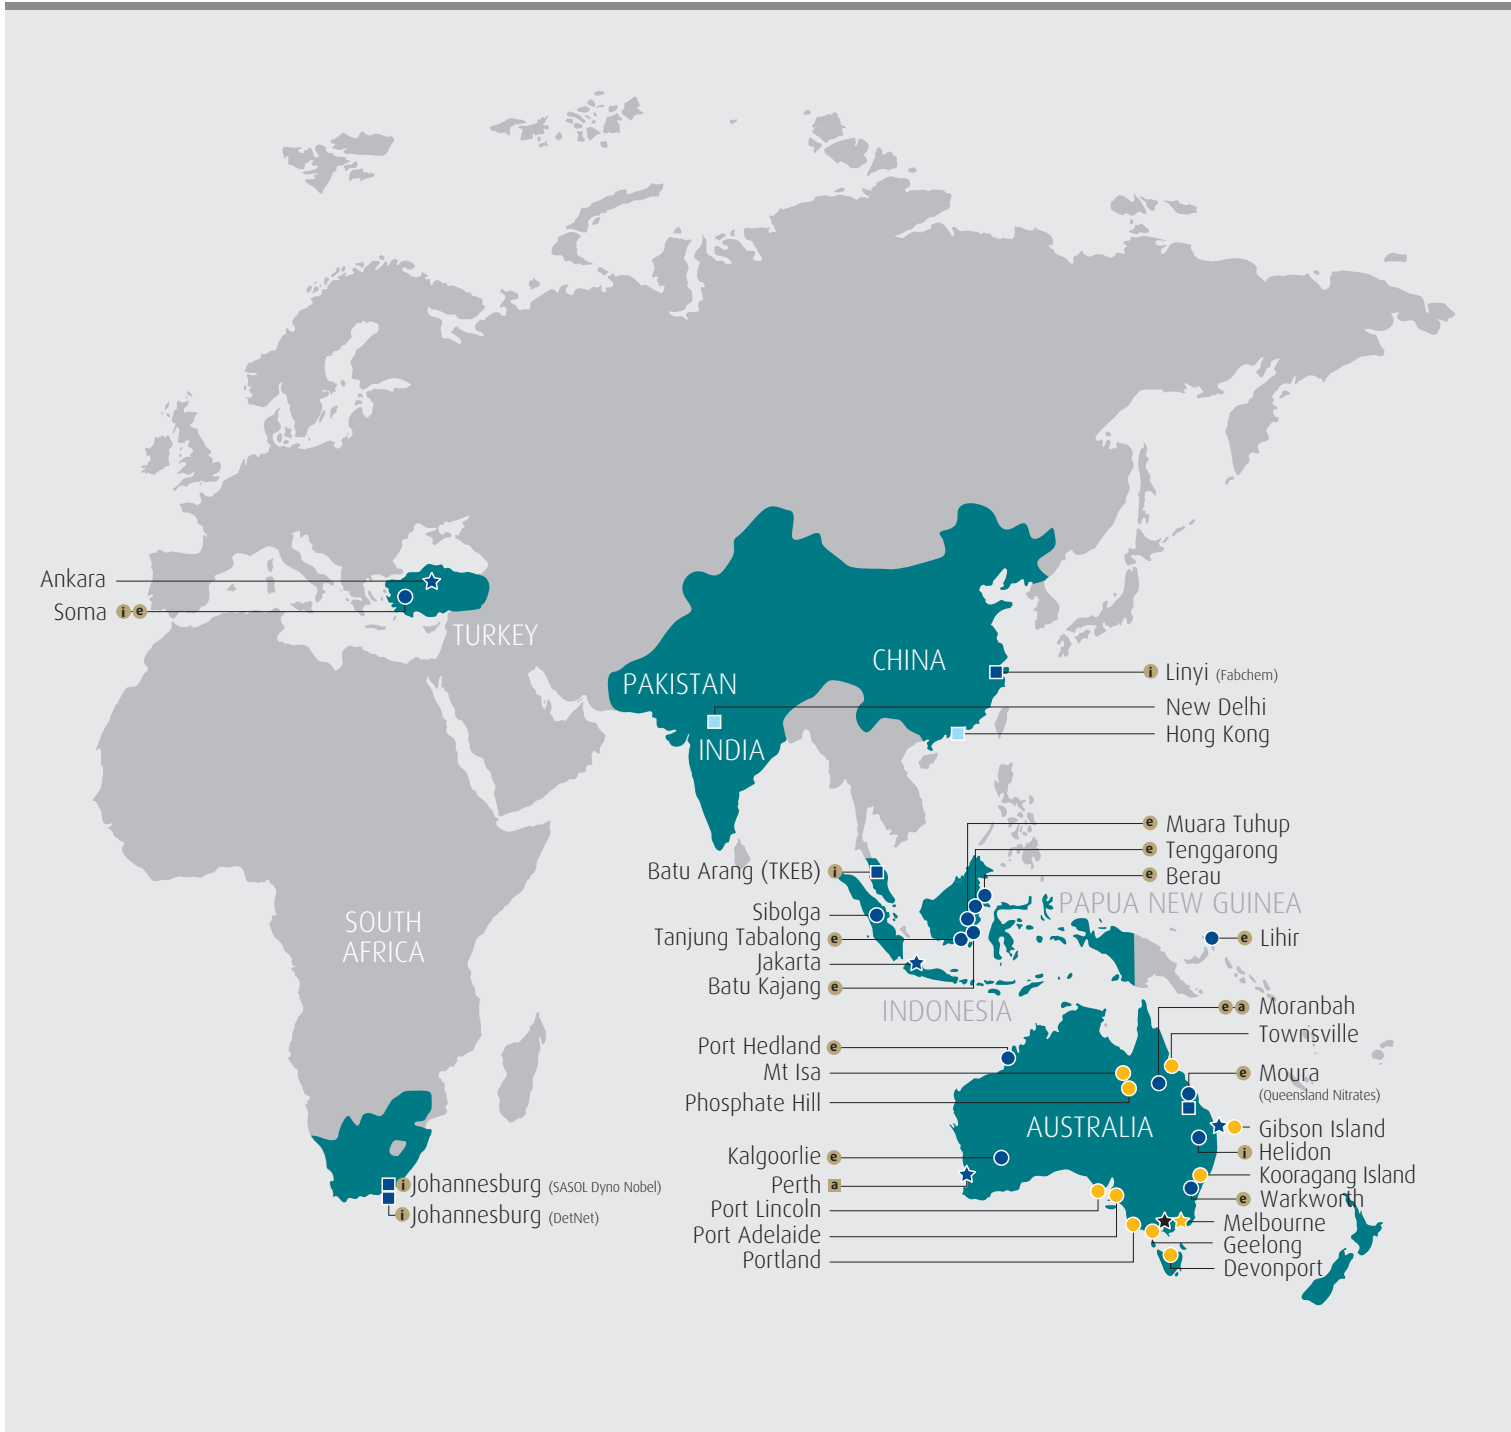 Ankara
Soma i e
TURKEY
CHINA
PAKISTAN
INDIA
i Linyi (Fabchem)
New Delhi
Hong Kong
e Muara Tuhup
e Tenggarong
e Berau
Batu Arang (TKEB) i
Sibolga
Tanjung Tabalong e
Jakarta
Batu Kajang e
PAPUA NEW GUINEA
e Lihir
INDONESIA
SOUTH
AFRICA
e a Moranbah
Townsville
Port Hedland e
Mt Isa
Phosphate Hill
e Moura
(Queensland Nitrates)
AUSTRALIA
Gibson Island
i Helidon
Kalgoorlie e
Perth a
Kooragang Island
e Warkworth
Port Lincoln
Port Adelaide
Portland
Melbourne
Geelong
Devonport
i Johannesburg (SASOL Dyno Nobel)
i Johannesburg (DetNet)